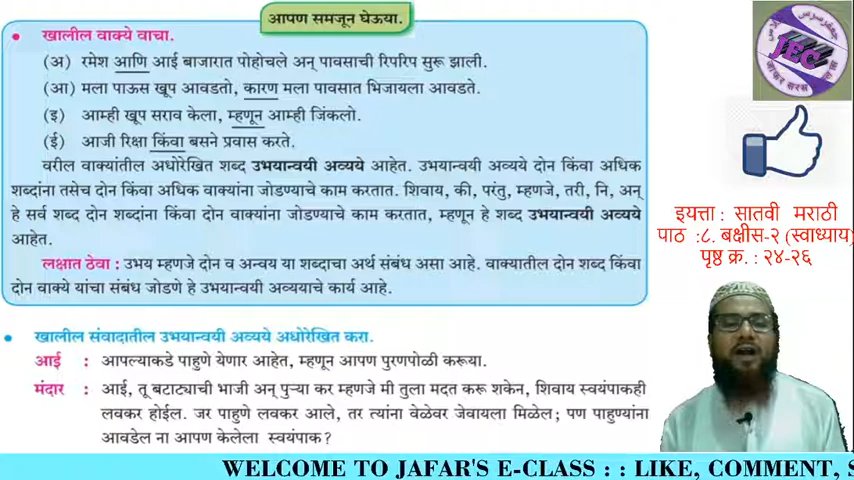 आपण समजून घेऊया.
• खालील वाक्ये वाचा.
(अ) रमेश आणि आई बाजारात पोहोचले अन् पावसाची रिपरिप सुरू झाली.
(आ) मला पाऊस खूप आवडतो, कारण मला पावसात भिजायला आवडते.
(इ) आम्ही खूप सराव केला, म्हणून आम्ही जिंकलो.
(ई) आजी रिक्षा किंवा बसने प्रवास करते.
वरील वाक्यांतील अधोरेखित शब्द उभयान्वयी अव्यये आहेत. उभयान्वयी अव्यये दोन किंवा अधिक
शब्दांना तसेच दोन किंवा अधिक वाक्यांना जोडण्याचे काम करतात. शिवाय, की, परंतु, म्हणजे, तरी, नि, अन्
हे सर्व शब्द दोन शब्दांना किंवा दोन वाक्यांना जोडण्याचे काम करतात, म्हणून हे शब्द उभयान्वयी अव्यये
आहेत.
लक्षात ठेवा : उभय म्हणजे दोन व अन्वय या शब्दाचा अर्थ संबंध असा आहे. वाक्यातील दोन शब्द किंवा
दोन वाक्ये यांचा संबंध जोडणे हे उभयान्वयी अव्ययाचे कार्य आहे.
• खालील संवादातील उभयान्वयी अव्यये अधोरेखित करा.
आई : आपल्याकडे पाहुणे येणार आहेत, म्हणून आपण पुरणपोळी करूया.
मंदार : आई, तू बटाट्याची भाजी अन् पुऱ्या कर म्हणजे मी तुला मदत करू शकेन, शिवाय स्वयंपाकही
लवकर होईल. जर पाहुणे लवकर आले, तर त्यांना वेळेवर जेवायला मिळेल; पण पाहुण्यांना
आवडेल ना आपण केलेला स्वयंपाक?
JEC
इयत्ता : सातवी मराठी
पाठ :८. बक्षीस-२ (स्वाध्याय)
पृष्ठ क्र. : २४-२६
WELCOME TO JAFAR'S E-CLASS : : LIKE, COMMENT, S